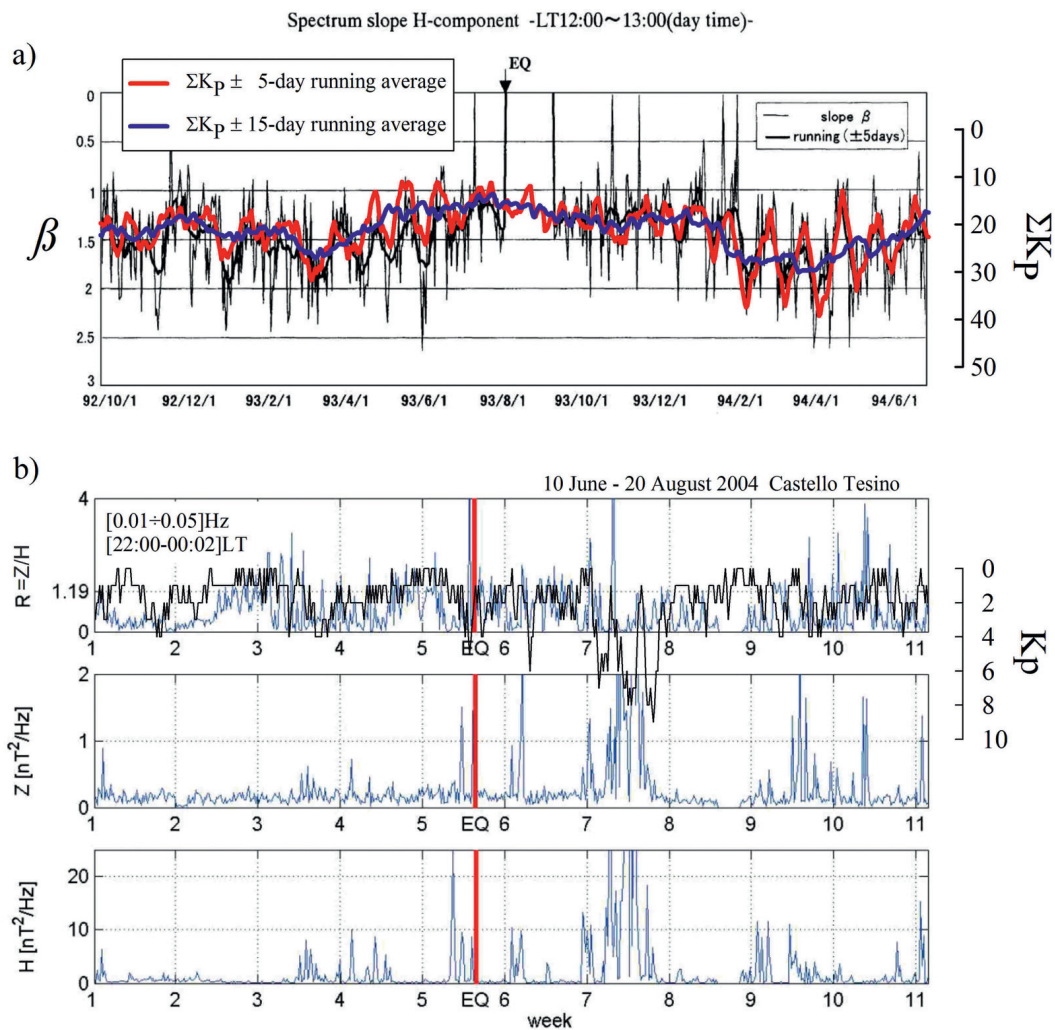 Spectrum slope H-component -LT12:00~13:00(day time)-
a)
EQ
ΣKP ± 5-day running average
ΣKP ± 15-day running average
slope β
running (±5days)
0
0.5
1
1.5
2
2.5
3
β
0
10
20
30
40
50
ΣKp
92/10/1 92/12/1 93/2/1 93/4/1 93/6/1 93/8/1 93/10/1 93/12/1 94/2/1 94/4/1 94/6/1
b)
10 June - 20 August 2004 Castello Tesino
[0.01÷0.05]Hz
[22:00-00:02]LT
4
1.19
0
R =Z/H
1 2 3 4 5 EQ 6 7 8 9 10 11
0
2
4
6
8
10
Kp
2
1
0
Z [nT²/Hz]
1 2 3 4 5 EQ 6 7 8 9 10 11
20
10
0
H [nT²/Hz]
1 2 3 4 5 EQ 6 7 8 9 10 11
week